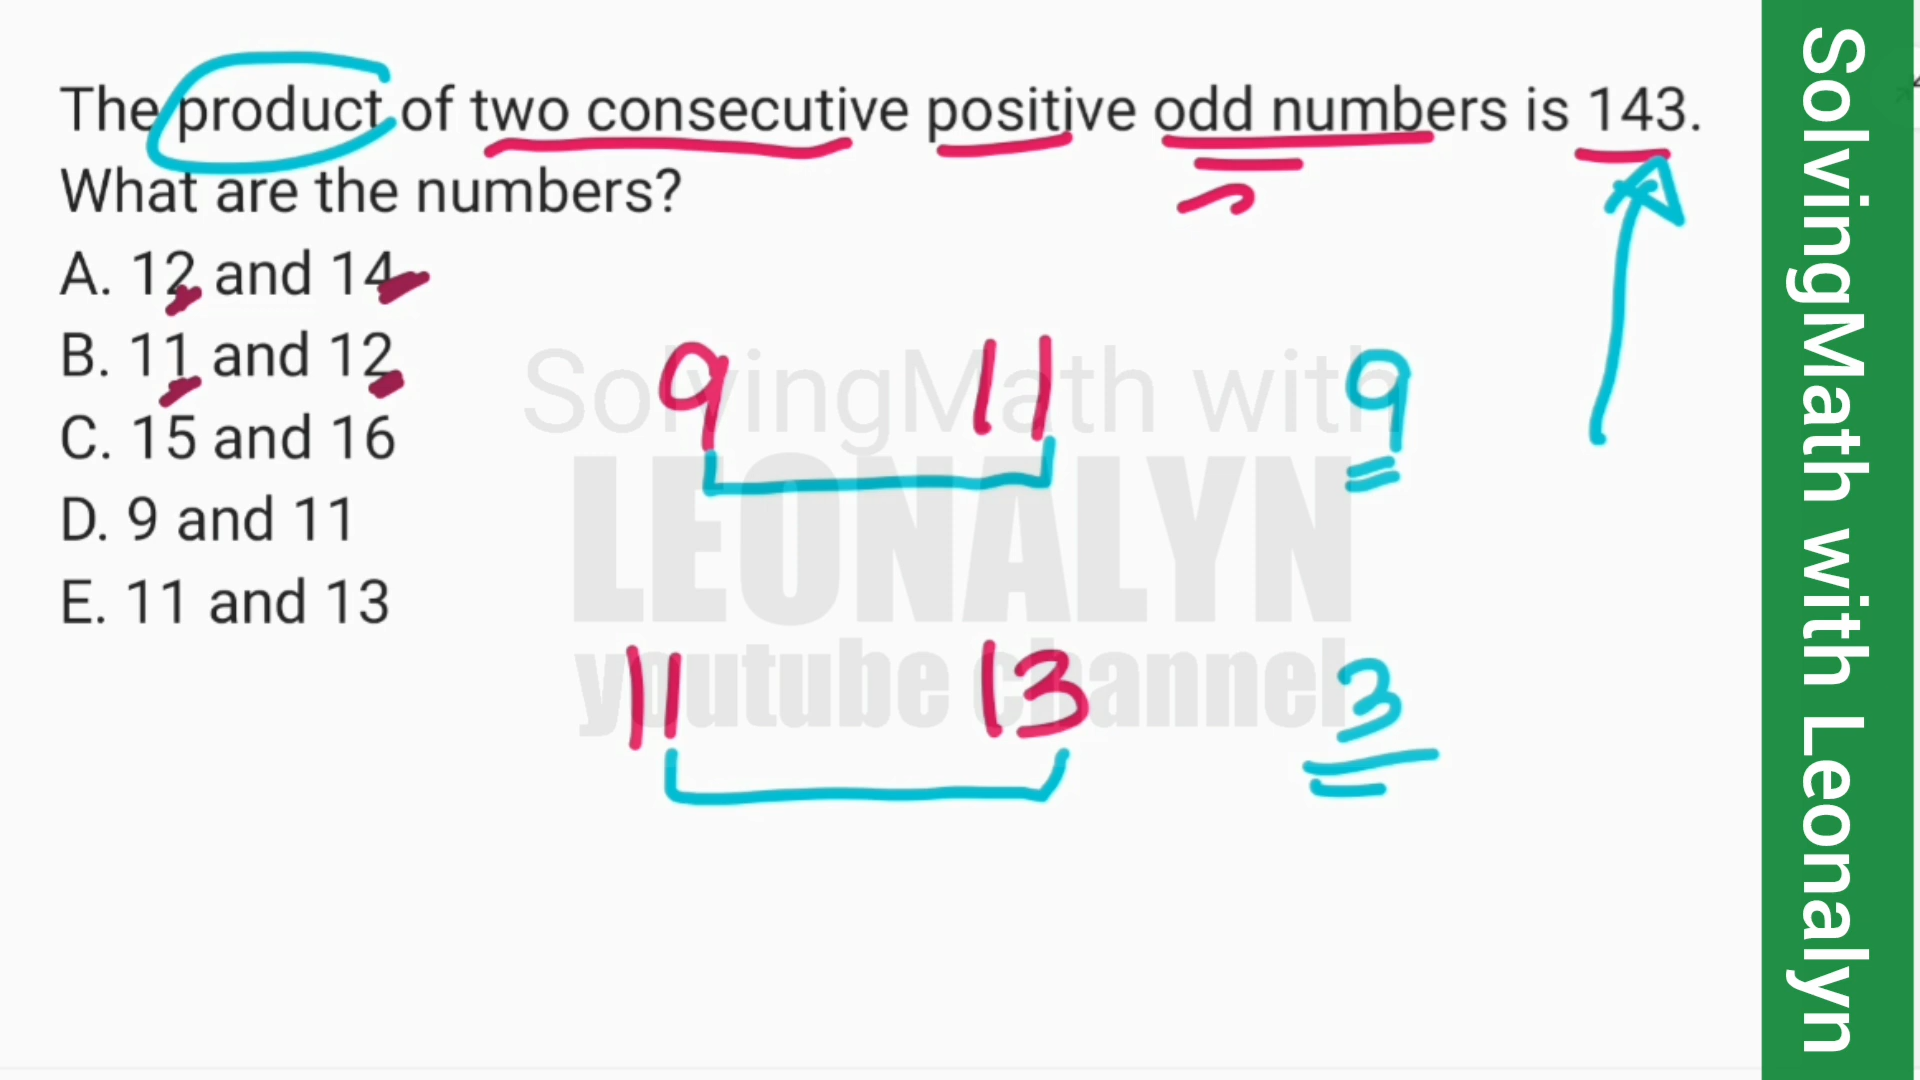 The product of two consecutive positive odd numbers is 143.
What are the numbers?
A. 12 and 14
B. 11 and 12
C. 15 and 16
D. 9 and 11
E. 11 and 13
9 11 9
11 13 3
SolvingMath with
LEONALYN
youtube channel
SolvingMath with Leonalyn